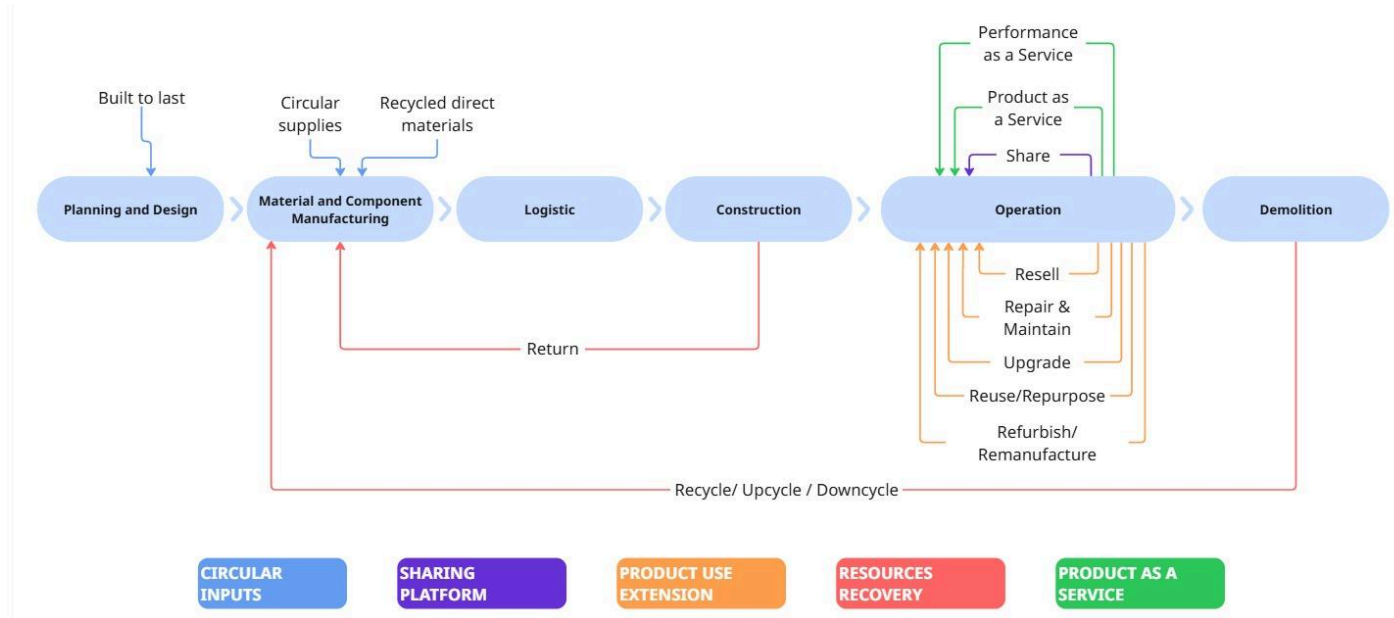 Performance
as a Service
Built to last
Circular
supplies
Recycled direct
materials
Product as
a Service
Share
Planning and Design
Material and Component
Manufacturing
Logistic
Construction
Operation
Demolition
Resell
Repair &
Maintain
Return
Upgrade
Reuse/Repurpose
Refurbish/
Remanufacture
Recycle/ Upcycle / Downcycle
CIRCULAR
INPUTS
SHARING
PLATFORM
PRODUCT USE
EXTENSION
RESOURCES
RECOVERY
PRODUCT AS A
SERVICE